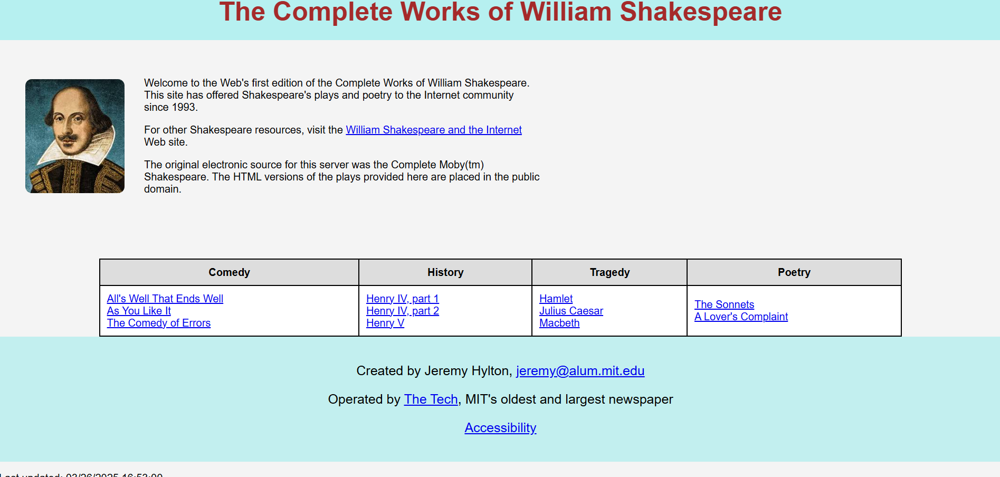 The Complete Works of William Shakespeare
Welcome to the Web's first edition of the Complete Works of William Shakespeare.
This site has offered Shakespeare's plays and poetry to the Internet community
since 1993.
For other Shakespeare resources, visit the William Shakespeare and the Internet
Web site.
The original electronic source for this server was the Complete Moby(tm)
Shakespeare. The HTML versions of the plays provided here are placed in the public
domain.
Comedy History Tragedy Poetry
All's Well That Ends Well
As You Like It
The Comedy of Errors
Henry IV, part 1
Henry IV, part 2
Henry V
Hamlet
Julius Caesar
Macbeth
The Sonnets
A Lover's Complaint
Created by Jeremy Hylton, jeremy@alum.mit.edu
Operated by The Tech, MIT's oldest and largest newspaper
Accessibility
Last updated: 03/26/2025 16:53:00